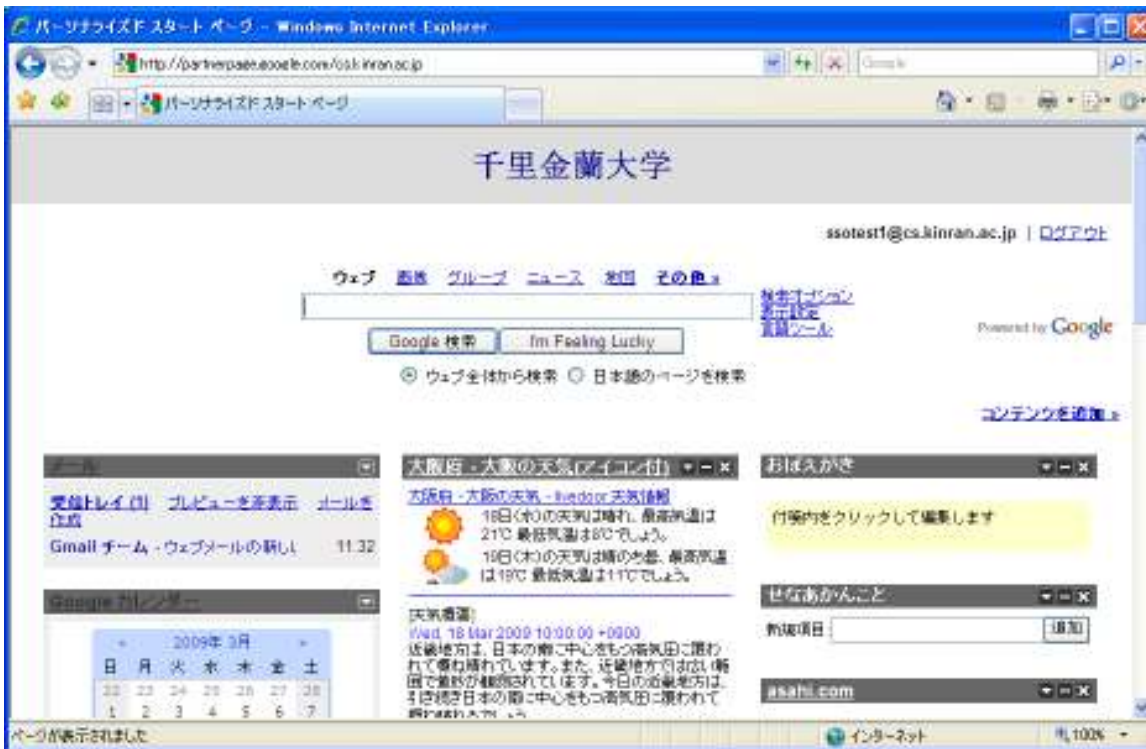 パーソナライズド スタート ページ - Windows Internet Explorer
http://partnerpage.google.com/cs.kinran.ac.jp
Google
パーソナライズド スタート ページ
千里金蘭大学
ssotest1@cs.kinran.ac.jp | ログアウト
ウェブ 画像 グループ ニュース 地図 その他 »
検索オプション
表示設定
言語ツール
Google 検索 I'm Feeling Lucky
Powered by Google
ウェブ全体から検索 日本語のページを検索
コンテンツを追加 »
メール
受信トレイ (1) プレビューを非表示 メールを
作成
Gmail チーム - ウェブメールの新し 11:32
Google カレンダー
2009年 3月
日 月 火 水 木 金 土
22 23 24 25 26 27 28
1 2 3 4 5 6 7
大阪府 - 大阪の天気(アイコン付)
大阪府 - 大阪の天気 - livedoor 天気情報
18日(水)の天気は晴れ、最高気温は
21℃ 最低気温は8℃でしょう。
19日(木)の天気は晴のち曇、最高気温
は19℃ 最低気温は11℃でしょう。
[天気概況]
Wed, 18 Mar 2009 10:00:00 +0900
近畿地方は、日本の南に中心をもつ高気圧に覆わ
れて概ね晴れています。また、近畿地方では広い範
囲で黄砂が観測されています。今日の近畿地方は、
引き続き日本の南に中心をもつ高気圧に覆われて
概ね晴れるでしょう
おぼえがき
付箋内をクリックして編集します
せなあかんこと
新規項目 追加
asahi.com
ページが表示されました
インターネット
100%